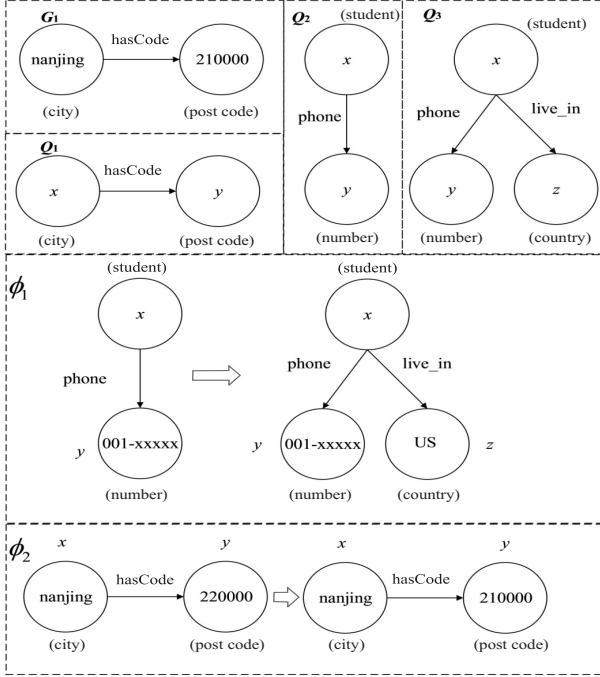 G1
hasCode
nanjing
210000
(city)
(post code)
Q1
hasCode
x
y
(city)
(post code)
Q2
(student)
x
phone
y
(number)
Q3
(student)
x
phone
live_in
y
z
(number)
(country)
ϕ1
(student)
x
phone
y
001-xxxxx
(number)
(student)
x
phone
live_in
y
001-xxxxx
US
z
(number)
(country)
ϕ2
x
y
hasCode
nanjing
220000
(city)
(post code)
x
y
hasCode
nanjing
210000
(city)
(post code)